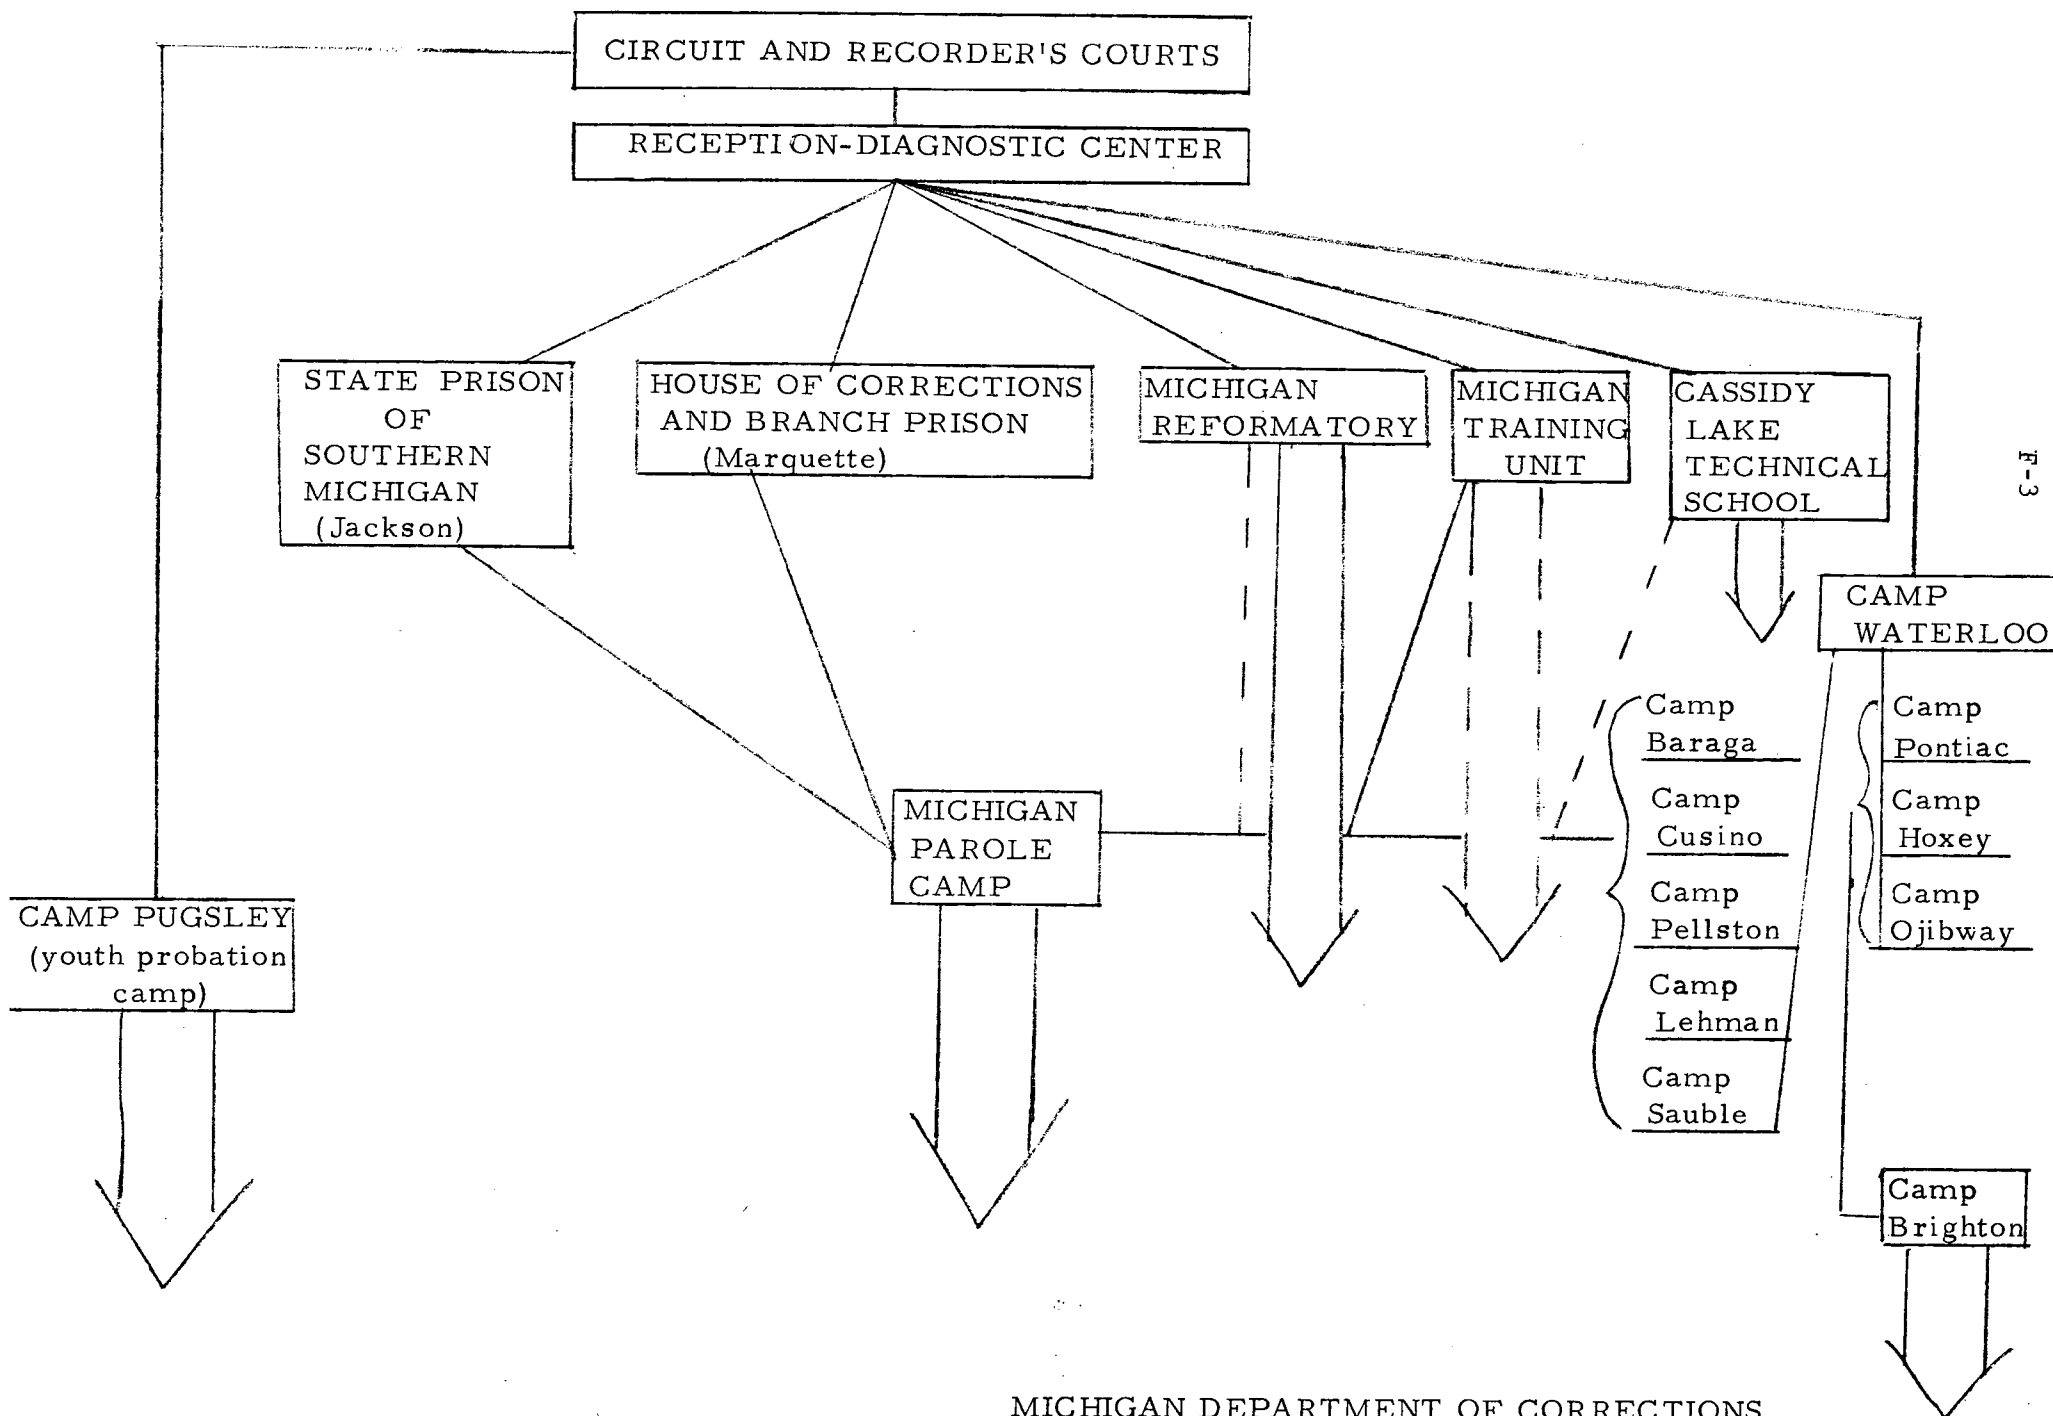 CIRCUIT AND RECORDER'S COURTS
RECEPTION-DIAGNOSTIC CENTER
STATE PRISON
OF
SOUTHERN
MICHIGAN
(Jackson)
HOUSE OF CORRECTIONS
AND BRANCH PRISON
(Marquette)
MICHIGAN
REFORMATORY
MICHIGAN
TRAINING
UNIT
CASSIDY
LAKE
TECHNICAL
SCHOOL
F-3
CAMP
WATERLOO
Camp
Baraga
Camp
Cusino
Camp
Pellston
Camp
Lehman
Camp
Sauble
Camp
Pontiac
Camp
Hoxey
Camp
Ojibway
MICHIGAN
PAROLE
CAMP
CAMP PUGSLEY
(youth probation
camp)
Camp
Brighton
MICHIGAN DEPARTMENT OF CORRECTIONS